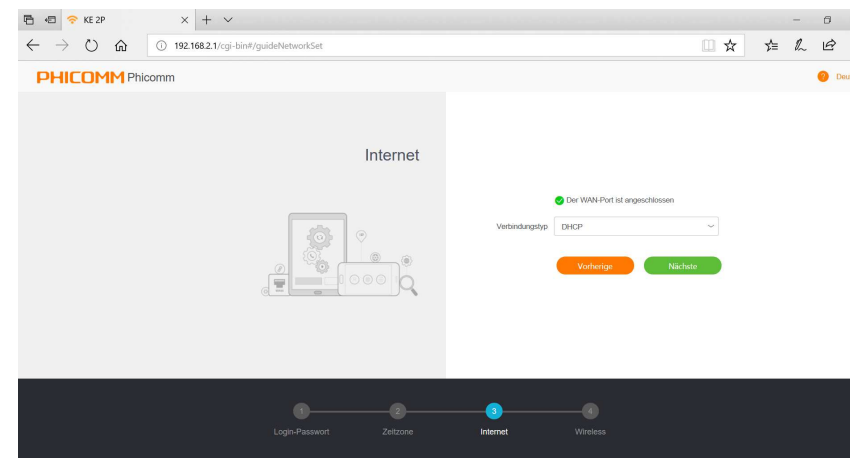 KE 2P
192.168.2.1/cgi-bin#/guideNetworkSet
PHICOMM Phicomm
Internet
Der WAN-Port ist angeschlossen
Verbindungstyp DHCP
Vorherige Nächste
1 2 3 4
Login-Passwort Zeitzone Internet Wireless